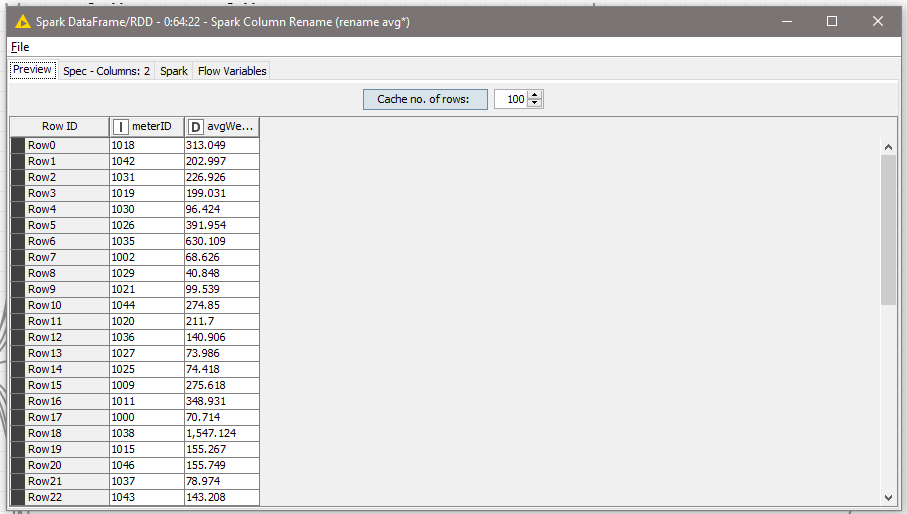 Spark DataFrame/RDD - 0:64:22 - Spark Column Rename (rename avg*)
File
Preview Spec - Columns: 2 Spark Flow Variables
Cache no. of rows: 100
Row ID I meterID D avgWe...
Row0 1018 313.049
Row1 1042 202.997
Row2 1031 226.926
Row3 1019 199.031
Row4 1030 96.424
Row5 1026 391.954
Row6 1035 630.109
Row7 1002 68.626
Row8 1029 40.848
Row9 1021 99.539
Row10 1044 274.85
Row11 1020 211.7
Row12 1036 140.906
Row13 1027 73.986
Row14 1025 74.418
Row15 1009 275.618
Row16 1011 348.931
Row17 1000 70.714
Row18 1038 1,547.124
Row19 1015 155.267
Row20 1046 155.749
Row21 1037 78.974
Row22 1043 143.208